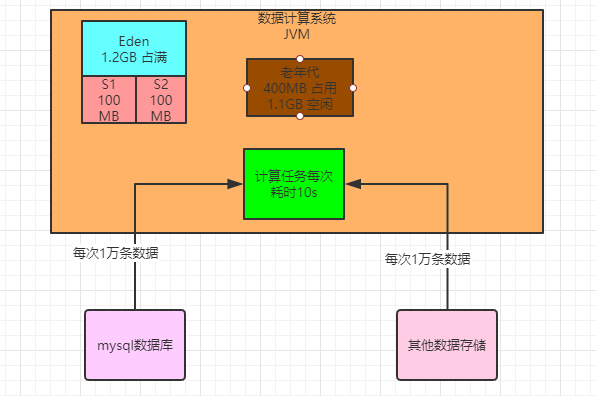 数据计算系统
JVM
Eden
1.2GB 占满
S1
100
MB
S2
100
MB
老年代
400MB 占用
1.1GB 空闲
计算任务每次
耗时10s
每次1万条数据
每次1万条数据
mysql数据库
其他数据存储